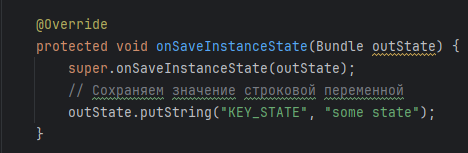 @Override
protected void onSaveInstanceState(Bundle outState) {
super.onSaveInstanceState(outState);
// Сохраняем значение строковой переменной
outState.putString("KEY_STATE", "some state");
}